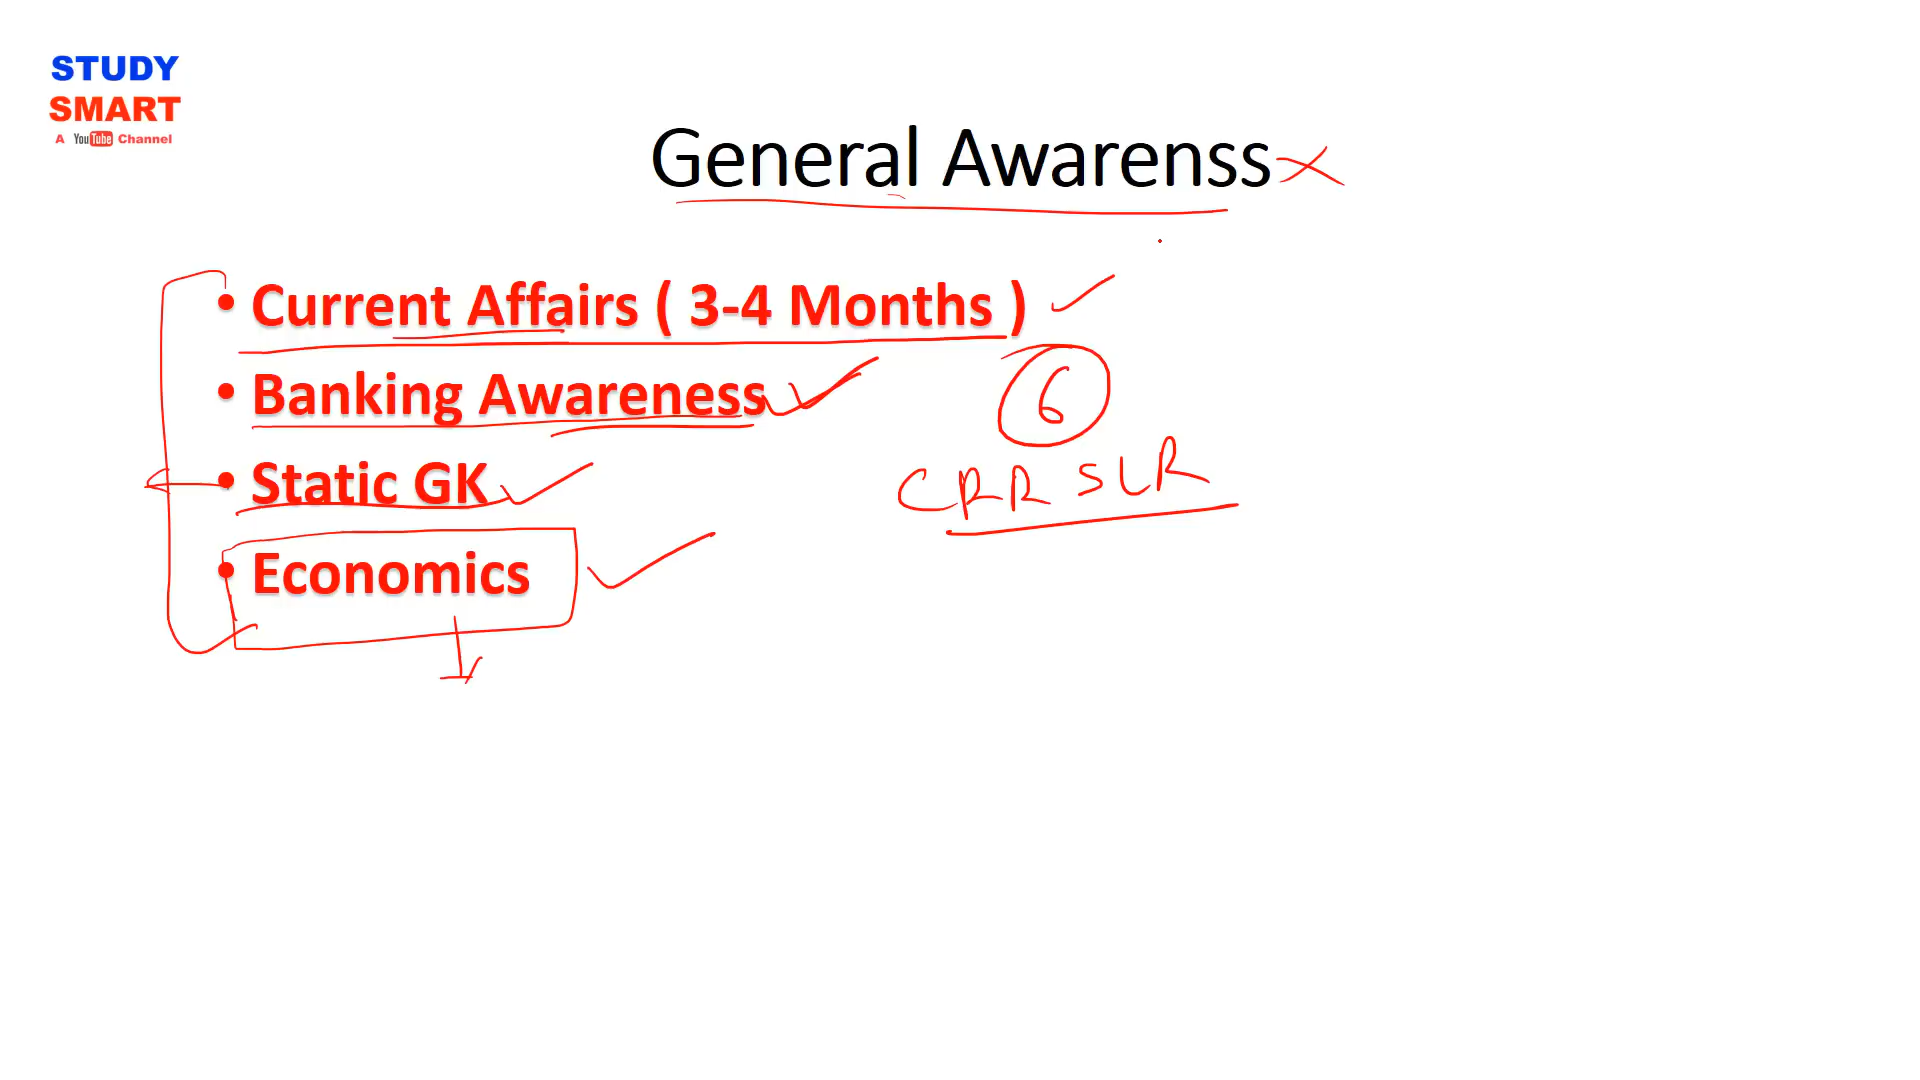 STUDY
SMART
A YouTube Channel
General Awarenss
• Current Affairs ( 3-4 Months )
• Banking Awareness
6
• Static GK
CRR SLR
• Economics